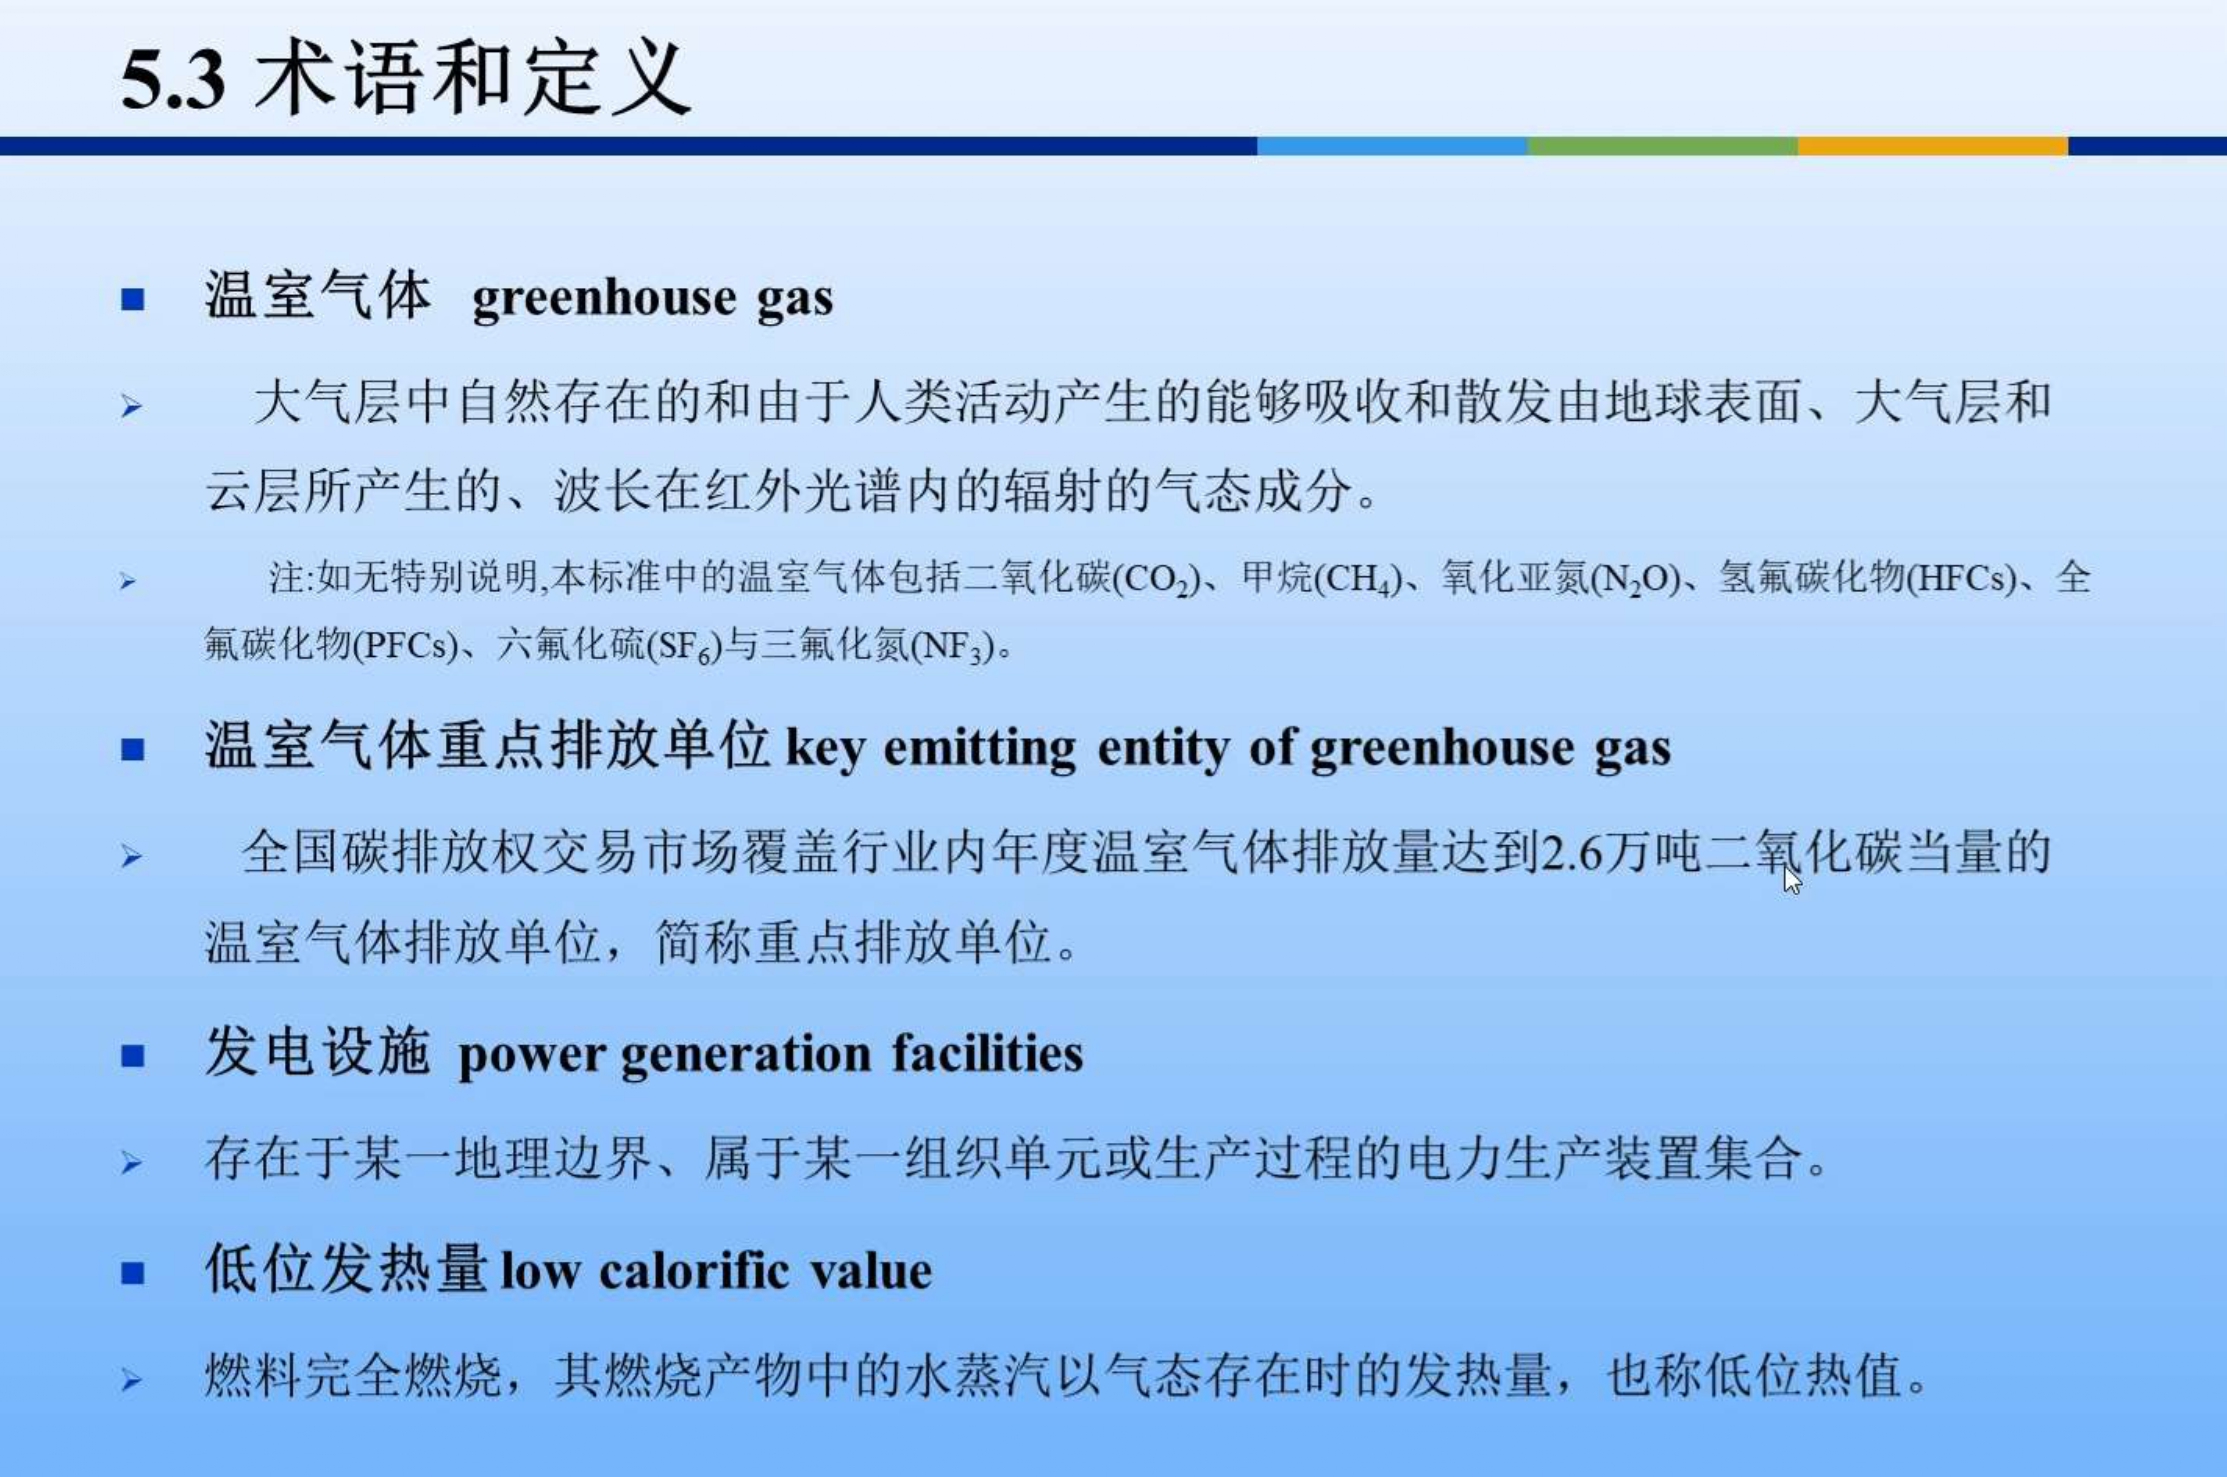 5.3 术语和定义
温室气体 greenhouse gas
大气层中自然存在的和由于人类活动产生的能够吸收和散发由地球表面、大气层和
云层所产生的、波长在红外光谱内的辐射的气态成分。
注:如无特别说明,本标准中的温室气体包括二氧化碳(CO₂)、甲烷(CH₄)、氧化亚氮(N₂O)、氢氟碳化物(HFCs)、全
氟碳化物(PFCs)、六氟化硫(SF₆)与三氟化氮(NF₃)。
温室气体重点排放单位 key emitting entity of greenhouse gas
全国碳排放权交易市场覆盖行业内年度温室气体排放量达到2.6万吨二氧化碳当量的
温室气体排放单位，简称重点排放单位。
发电设施 power generation facilities
存在于某一地理边界、属于某一组织单元或生产过程的电力生产装置集合。
低位发热量 low calorific value
燃料完全燃烧，其燃烧产物中的水蒸汽以气态存在时的发热量，也称低位热值。